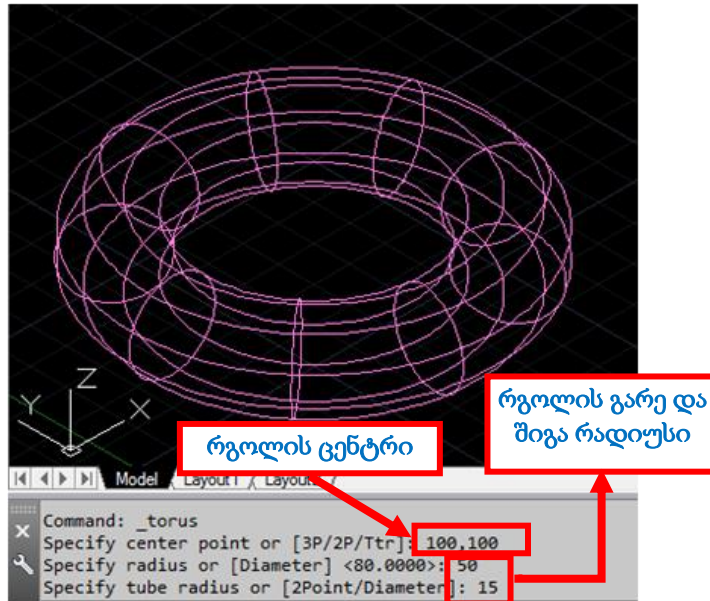 Z
Y
X
რგოლის გარე და
შიგა რადიუსი
რგოლის ცენტრი
Model
Layout1
Layout
Command: _torus
Specify center point or [3P/2P/Ttr]: 100,100
Specify radius or [Diameter] <80.0000>: 50
Specify tube radius or [2Point/Diameter]: 15